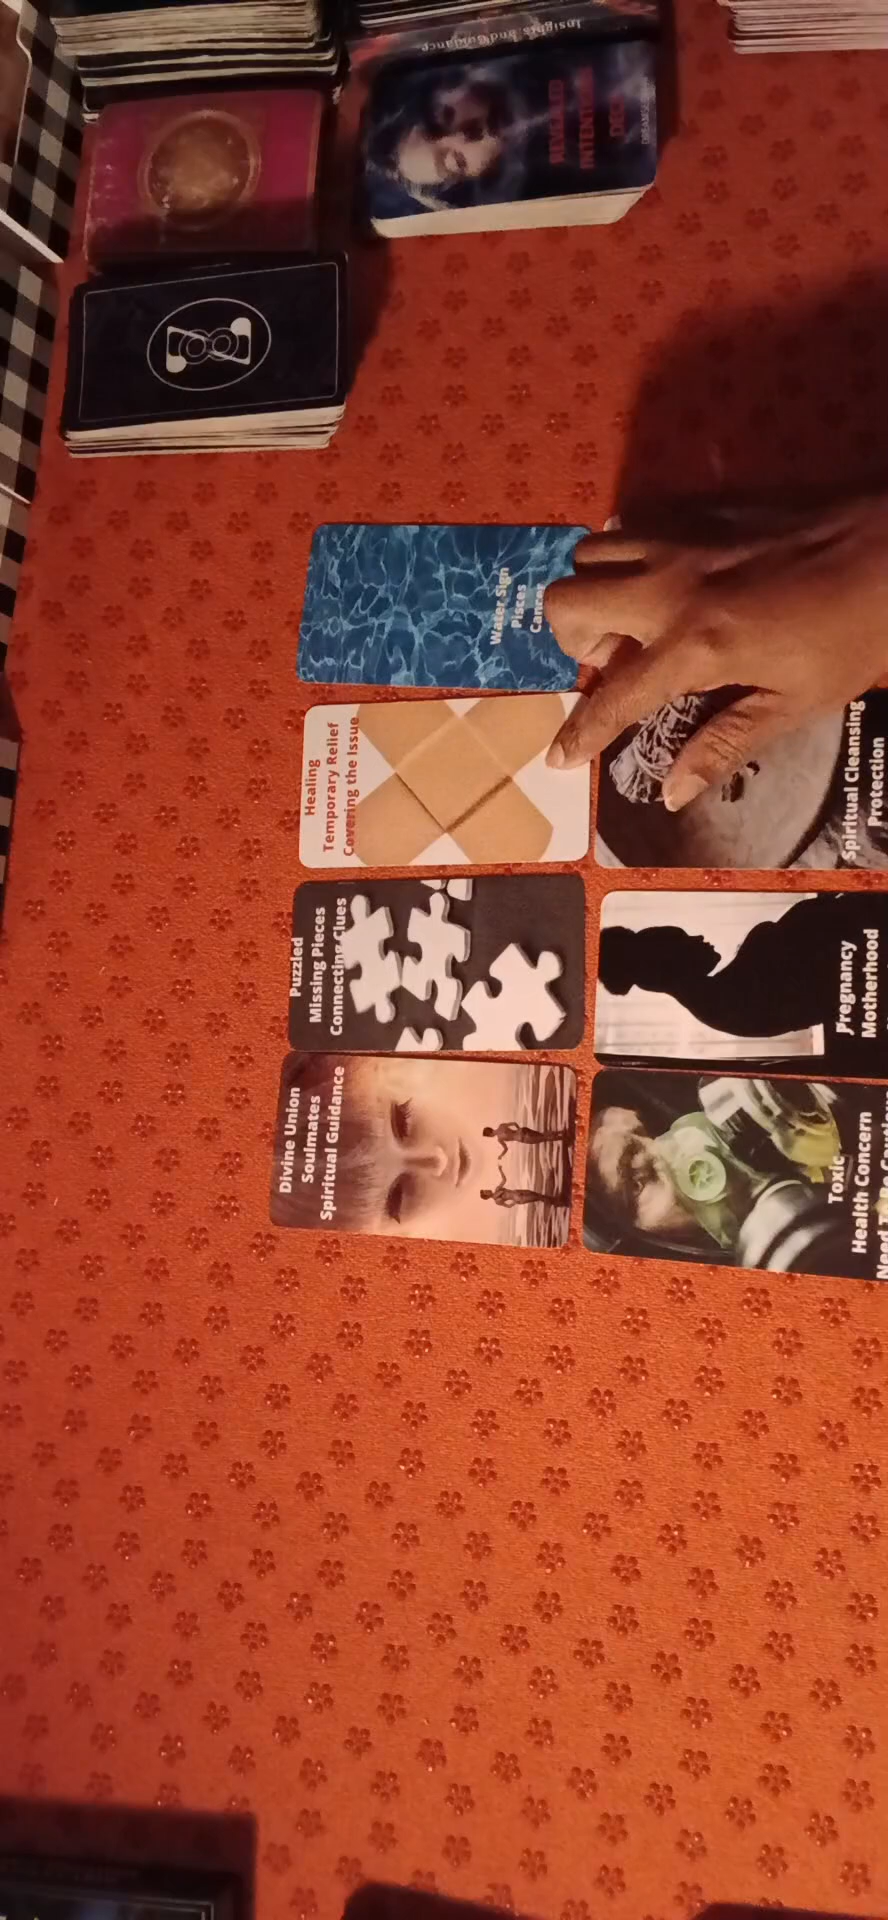 Insights and Guidance
REVEALED
INTENTIONS
DECK
Water Sign
Pisces
Cancer
Healing
Temporary Relief
Covering the Issue
Spiritual Cleansing
Protection
Puzzled
Missing Pieces
Connecting Clues
Pregnancy
Motherhood
Divine Union
Soulmates
Spiritual Guidance
Toxic
Health Concern